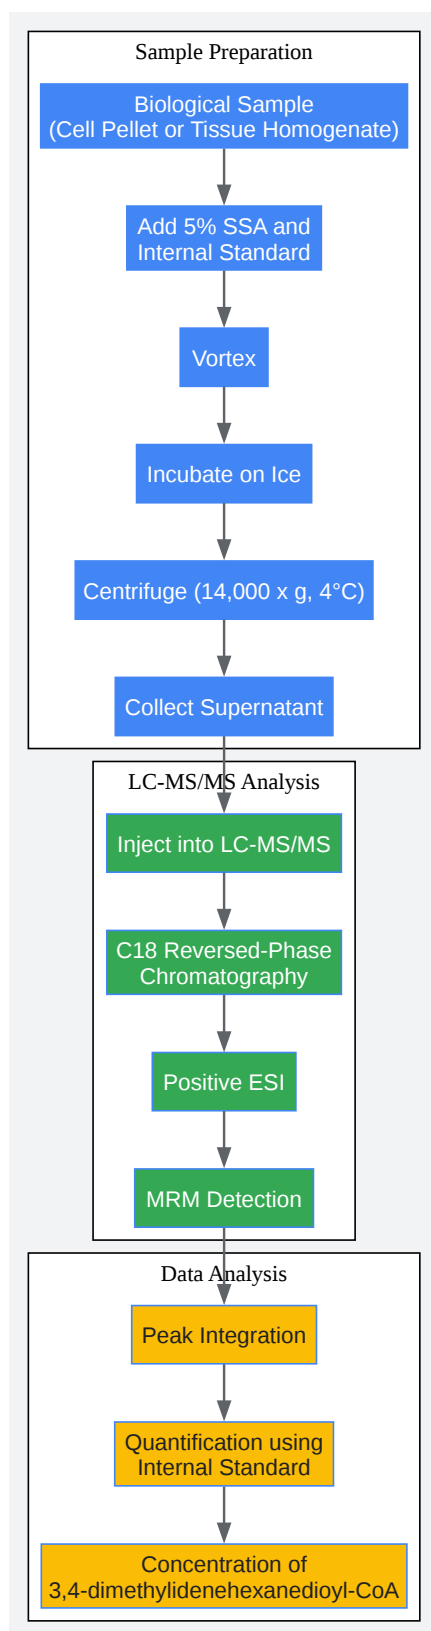 Sample Preparation
Biological Sample
(Cell Pellet or Tissue Homogenate)
Add 5% SSA and
Internal Standard
Vortex
Incubate on Ice
Centrifuge (14,000 x g, 4°C)
Collect Supernatant
LC-MS/MS Analysis
Inject into LC-MS/MS
C18 Reversed-Phase
Chromatography
Positive ESI
MRM Detection
Data Analysis
Peak Integration
Quantification using
Internal Standard
Concentration of
3,4-dimethylidenehexanedioyl-CoA